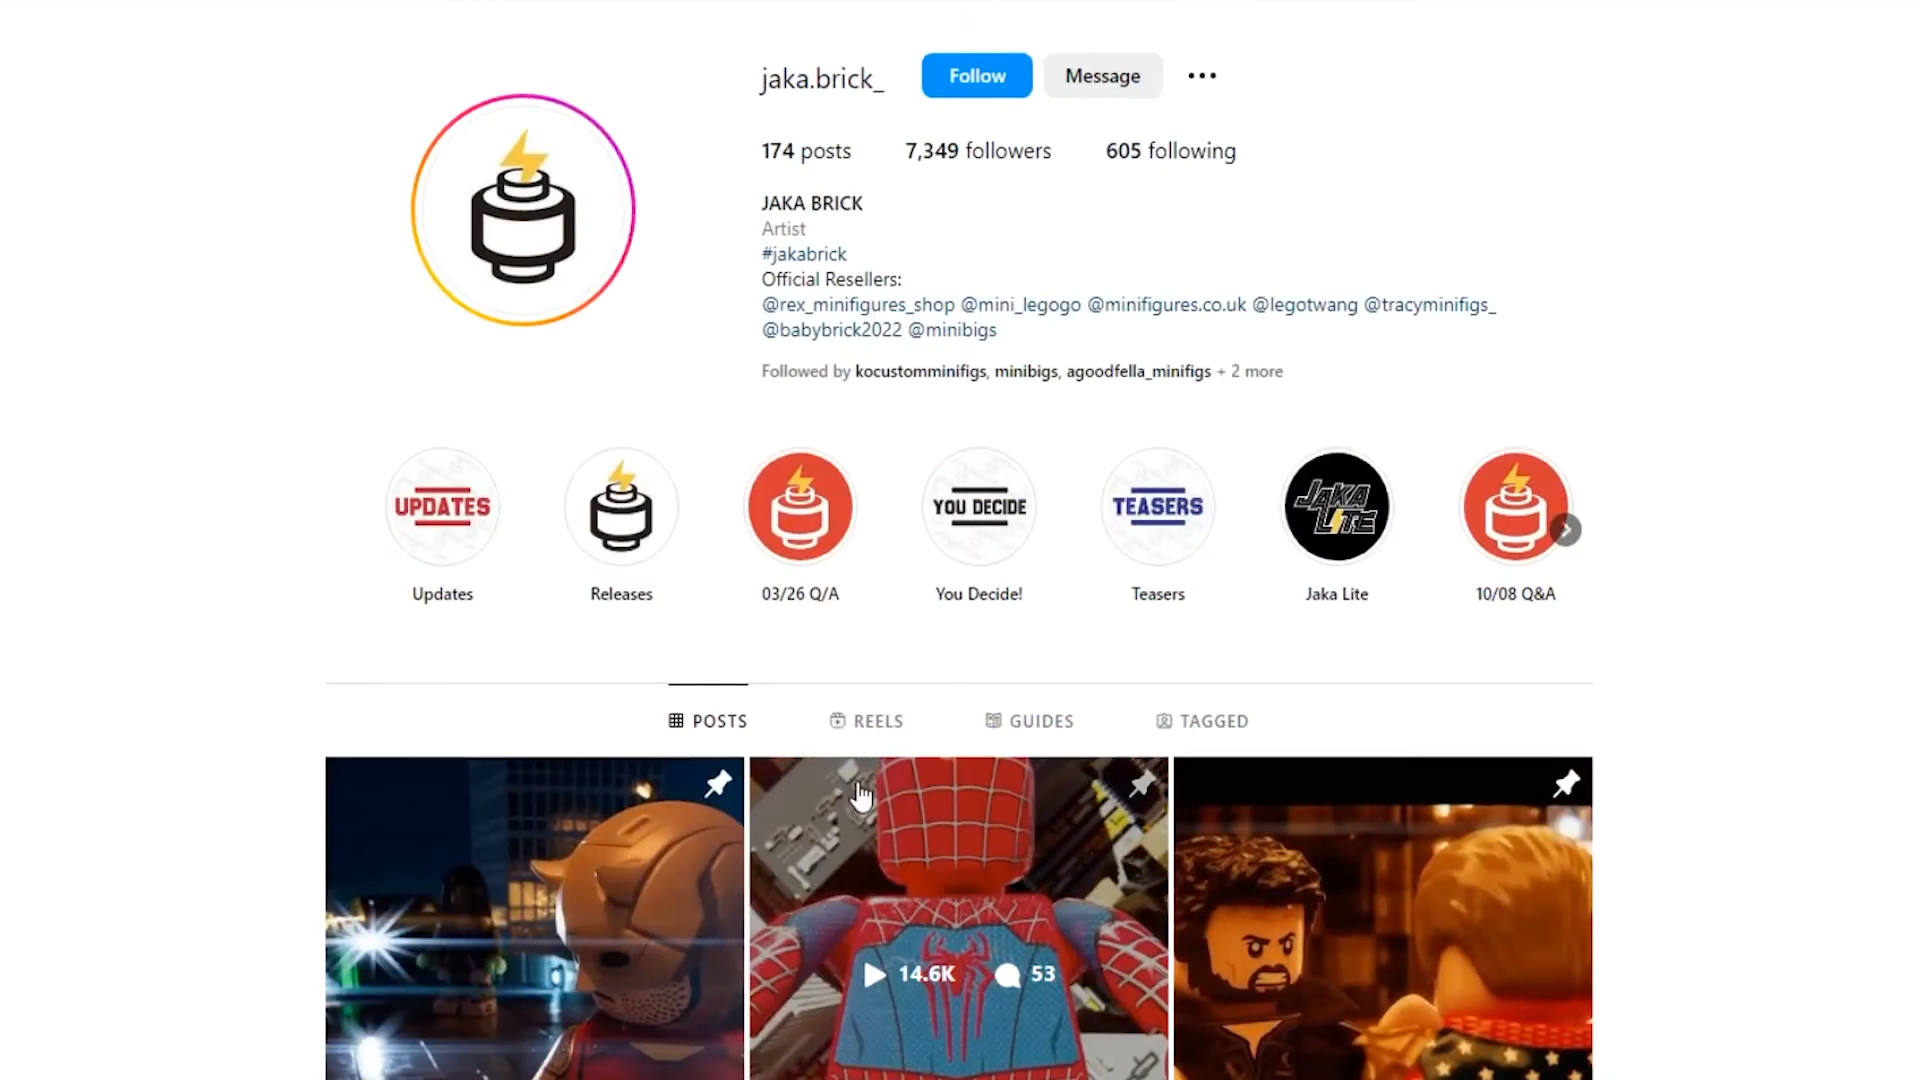 jaka.brick_ Follow Message
174 posts 7,349 followers 605 following
JAKA BRICK
Artist
#jakabrick
Official Resellers:
@rex_minifigures_shop @mini_legogo @minifigures.co.uk @legotwang @tracyminifigs_
@babybrick2022 @minibigs
Followed by kocustomminifigs, minibigs, agoodfella_minifigs + 2 more
UPDATES YOU DECIDE TEASERS JAKA
LITE
Updates Releases 03/26 Q/A You Decide! Teasers Jaka Lite 10/08 Q&A
POSTS REELS GUIDES TAGGED
14.6K 53